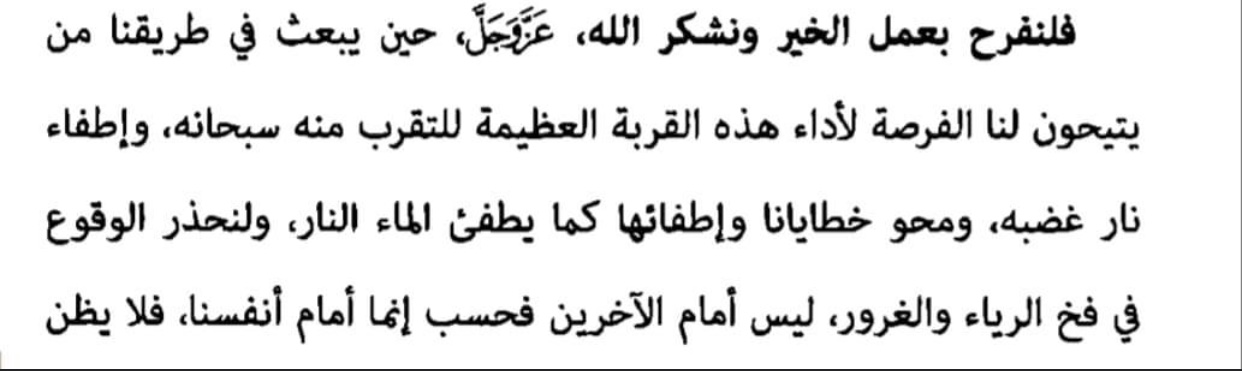 فلنفرح بعمل الخير ونشكر الله، عَزَّوَجَلَّ، حين يبعث في طريقنا من
يتيحون لنا الفرصة لأداء هذه القربة العظيمة للتقرب منه سبحانه، وإطفاء
نار غضبه، ومحو خطايانا وإطفائها كما يطفئ الماء النار، ولنحذر الوقوع
في فخ الرياء والغرور، ليس أمام الآخرين فحسب إنما أمام أنفسنا، فلا يظن